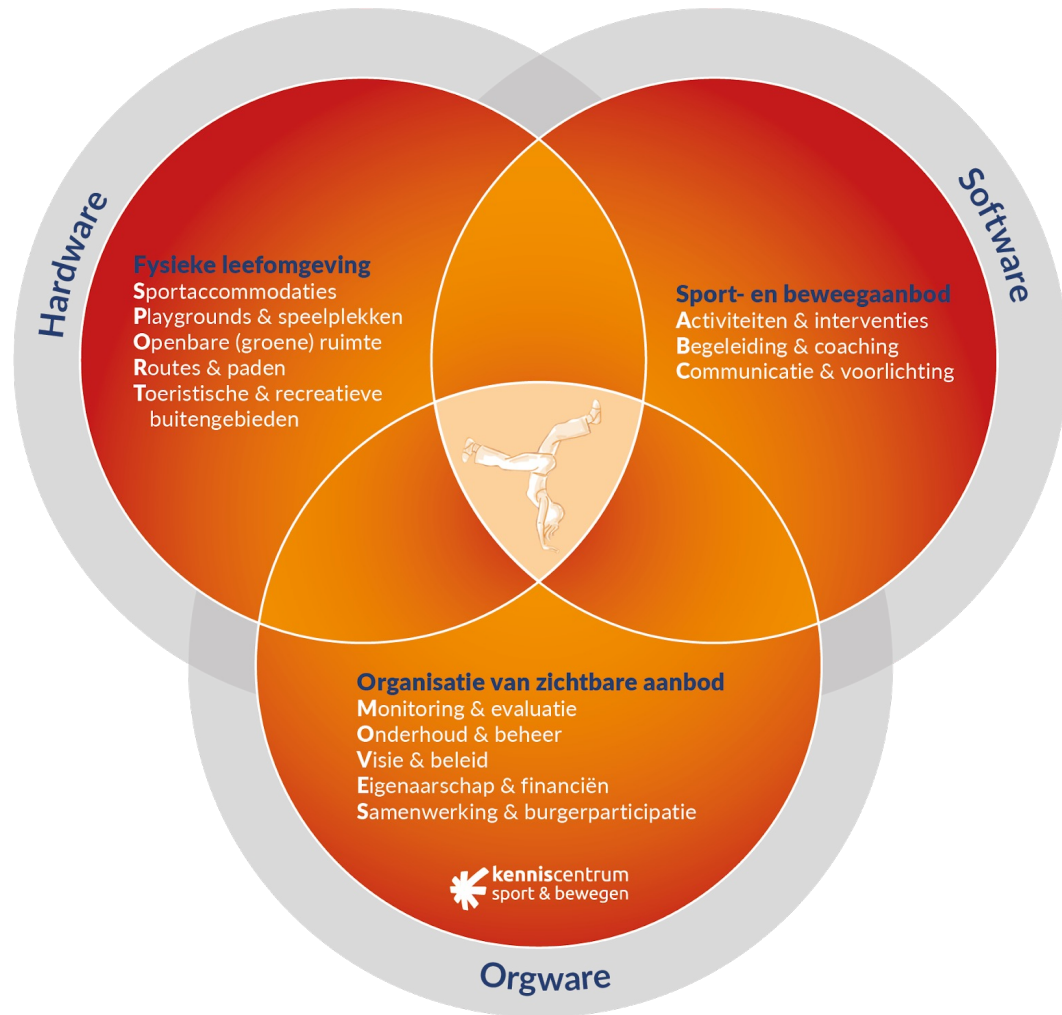 Hardware
Fysieke leefomgeving
Sportaccommodaties
Playgrounds & speelplekken
Openbare (groene) ruimte
Routes & paden
Toeristische & recreatieve
buitengebieden
Software
Sport- en beweegaanbod
Activiteiten & interventies
Begeleiding & coaching
Communicatie & voorlichting
Organisatie van zichtbare aanbod
Monitoring & evaluatie
Onderhoud & beheer
Visie & beleid
Eigenaarschap & financiën
Samenwerking & burgerparticipatie
kenniscentrum
sport & bewegen
Orgware